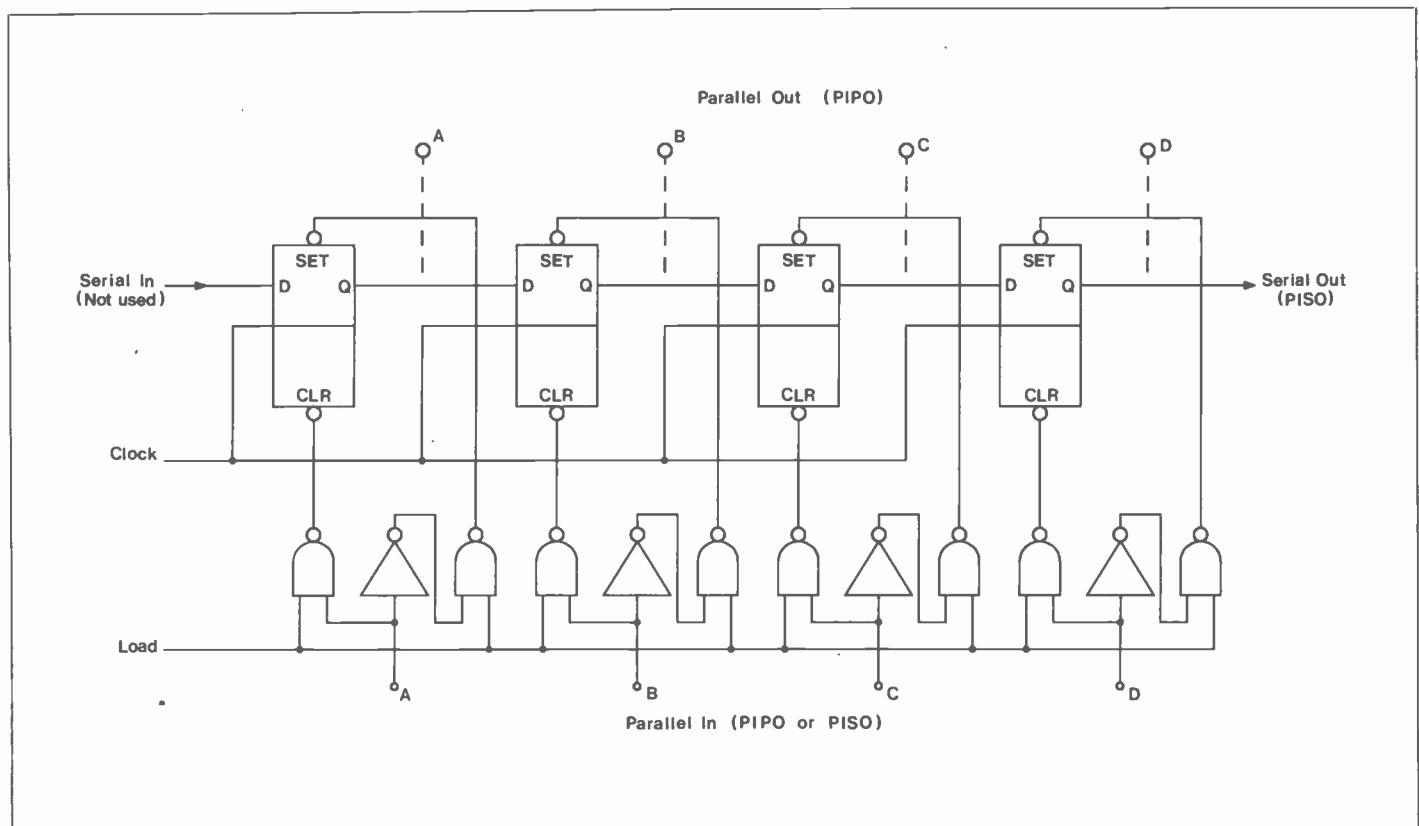 Parallel Out (PIPO)
A
B
C
D
SET
SET
SET
SET
Serial In
(Not used)
D
Q
D
Q
D
Q
D
Q
Serial Out
(PISO)
CLR
CLR
CLR
CLR
Clock
Load
A
B
C
D
Parallel In (PIPO or PISO)